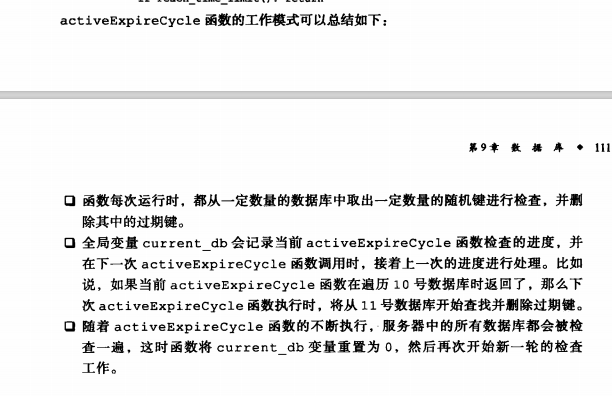 activeExpireCycle 函数的工作模式可以总结如下：
第9章 数 据 库 ◆ 111
❑ 函数每次运行时，都从一定数量的数据库中取出一定数量的随机键进行检查，并删
除其中的过期键。
❑ 全局变量 current_db 会记录当前 activeExpireCycle 函数检查的进度，并
在下一次 activeExpireCycle 函数调用时，接着上一次的进度进行处理。比如
说，如果当前 activeExpireCycle 函数在遍历 10 号数据库时返回了，那么下
次 activeExpireCycle 函数执行时，将从 11 号数据库开始查找并删除过期键。
❑ 随着 activeExpireCycle 函数的不断执行，服务器中的所有数据库都会被检
查一遍，这时函数将 current_db 变量重置为 0，然后再次开始新一轮的检查
工作。